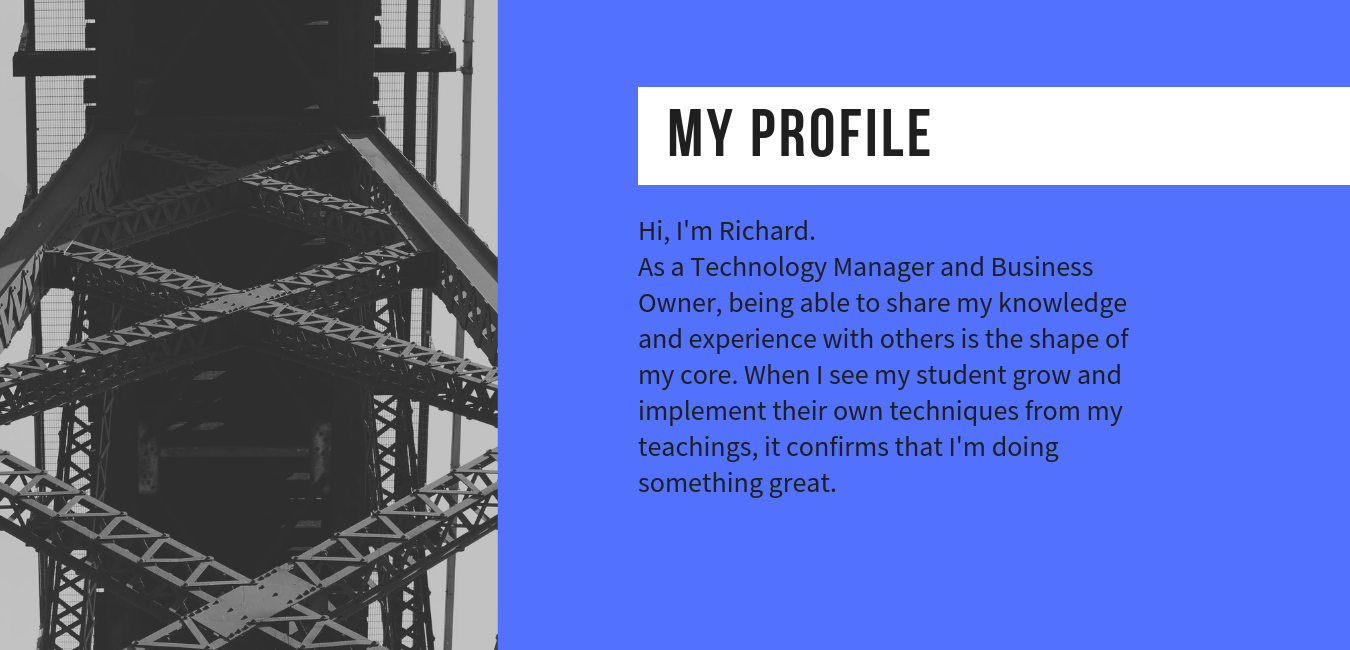 MY PROFILE
Hi, I'm Richard.
As a Technology Manager and Business
Owner, being able to share my knowledge
and experience with others is the shape of
my core. When I see my student grow and
implement their own techniques from my
teachings, it confirms that I'm doing
something great.